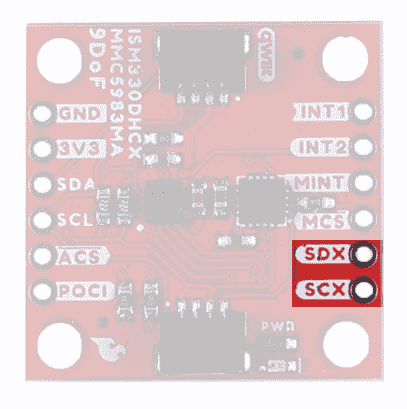 QWIIC
ISM330DHCX
MMC5983MA
9DoF
GND
3V3
SDA
SCL
ACS
POCI
INT1
INT2
MINT
MCS
SDX
SCX
PWR